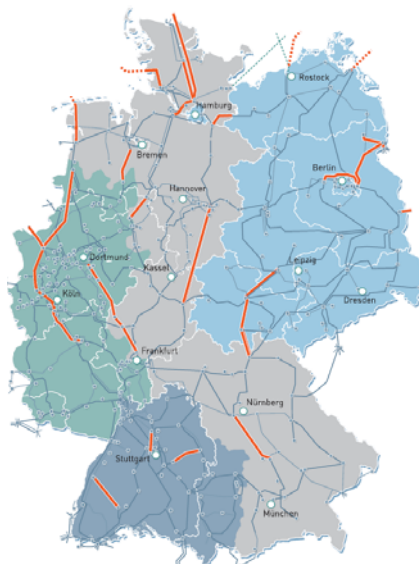 Rostock
Hamburg
Bremen
Berlin
Hannover
Dortmund
Leipzig
Kassel
Köln
Dresden
Frankfurt
Nürnberg
Stuttgart
München